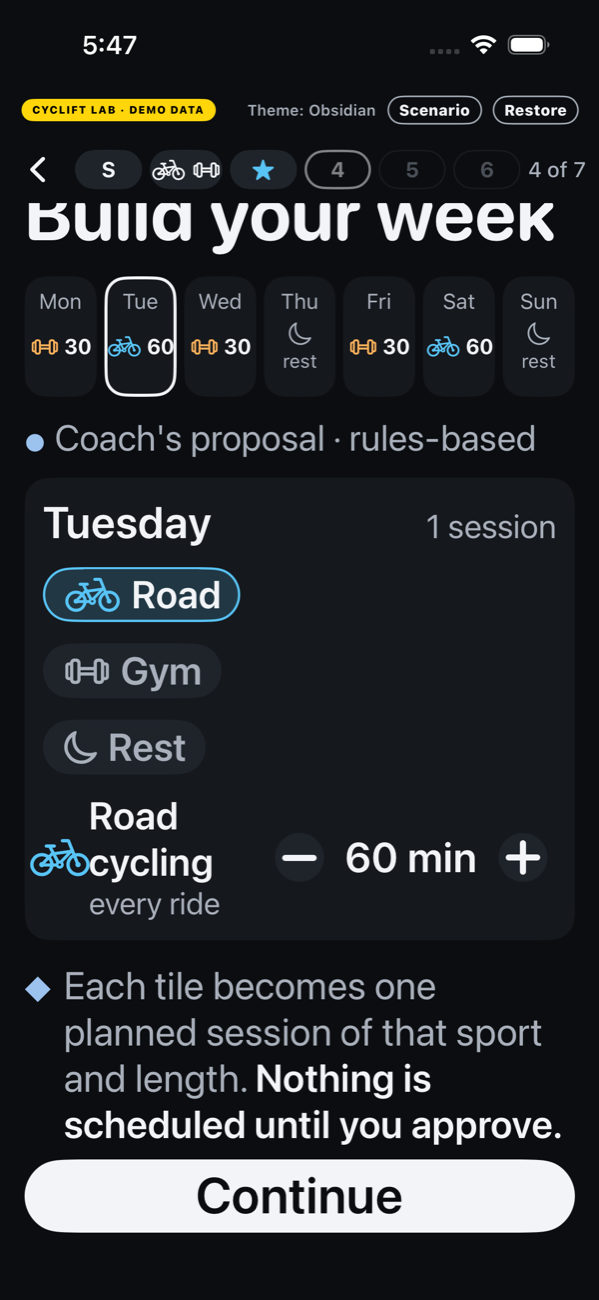 5:47
CYCLIFT LAB · DEMO DATA Theme: Obsidian Scenario Restore
S 4 5 6 4 of 7
Build your week
Mon Tue Wed Thu Fri Sat Sun
30 60 30 rest 30 60 rest
Coach's proposal · rules-based
Tuesday 1 session
Road
Gym
Rest
Road
cycling
every ride
60 min
Each tile becomes one
planned session of that sport
and length. Nothing is
scheduled until you approve.
Continue